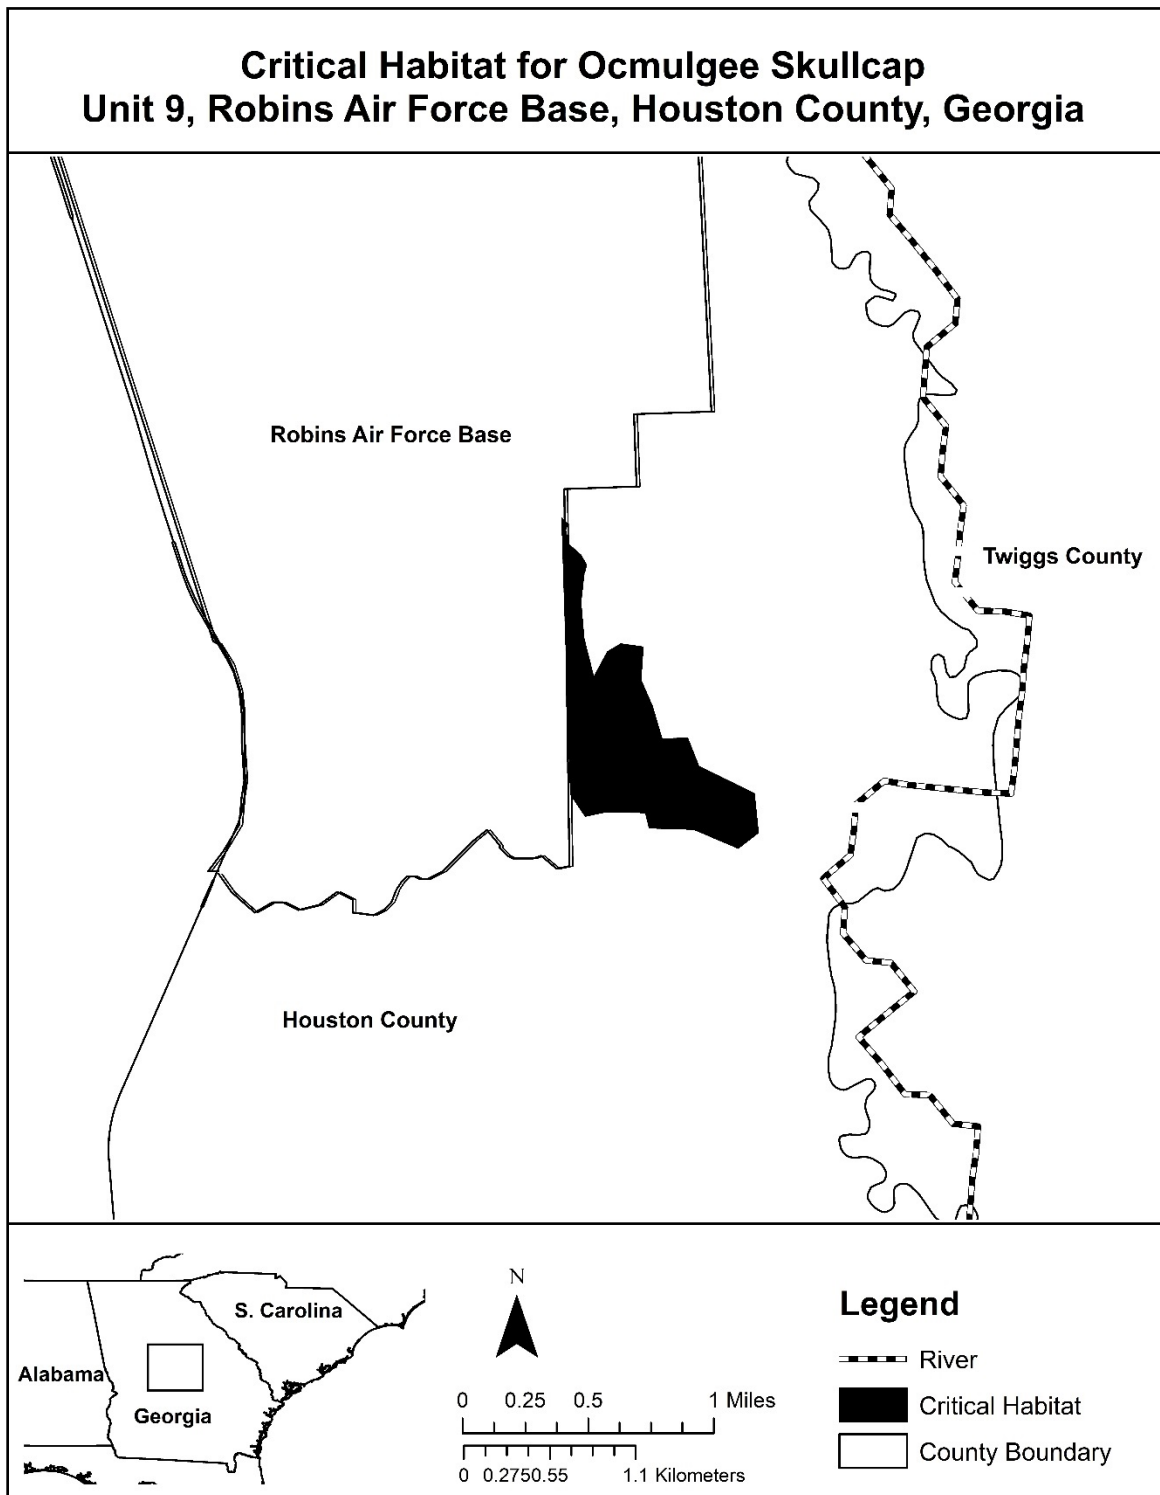 Critical Habitat for Ocmulgee Skullcap
Unit 9, Robins Air Force Base, Houston County, Georgia
Robins Air Force Base
Twiggs County
Houston County
S. Carolina
Alabama
Georgia
N
0 0.25 0.5 1 Miles
0 0.2750.55 1.1 Kilometers
Legend
River
Critical Habitat
County Boundary